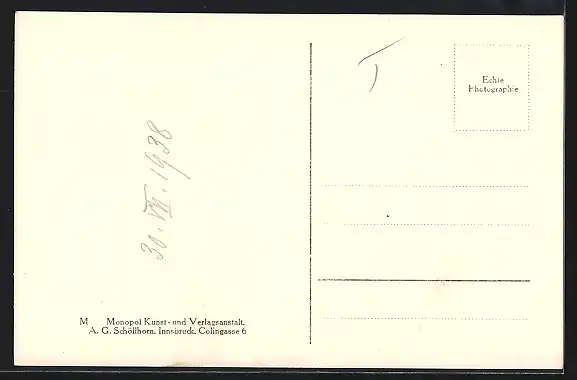 T
Echte
Photographie
30. VII. 1938
M Monopol Kunst- und Verlagsanstalt.
A. G. Schöllhorn. Innsbruck. Colingasse 6